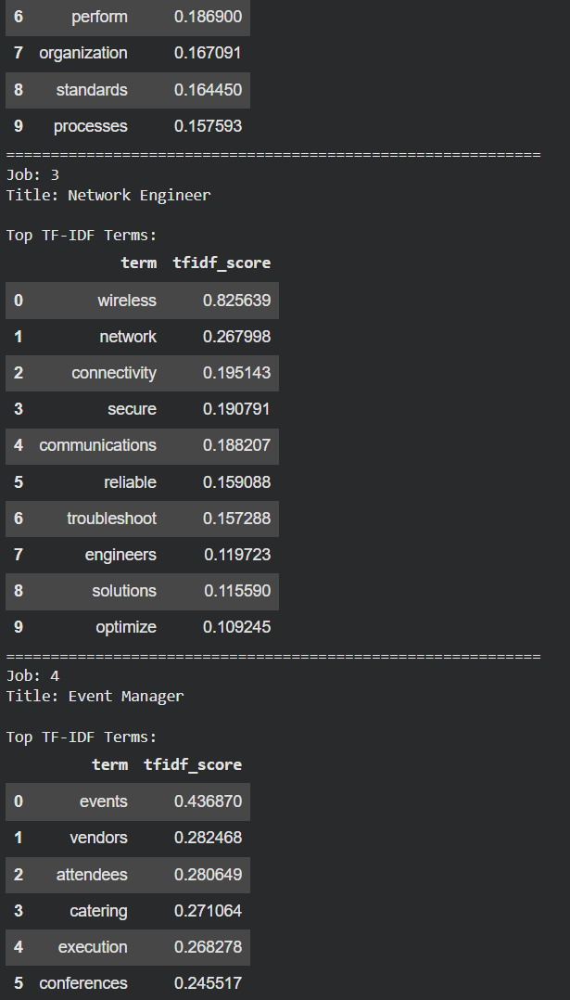 6 perform 0.186900
7 organization 0.167091
8 standards 0.164450
9 processes 0.157593
============================================================
Job: 3
Title: Network Engineer
Top TF-IDF Terms:
term tfidf_score
0 wireless 0.825639
1 network 0.267998
2 connectivity 0.195143
3 secure 0.190791
4 communications 0.188207
5 reliable 0.159088
6 troubleshoot 0.157288
7 engineers 0.119723
8 solutions 0.115590
9 optimize 0.109245
============================================================
Job: 4
Title: Event Manager
Top TF-IDF Terms:
term tfidf_score
0 events 0.436870
1 vendors 0.282468
2 attendees 0.280649
3 catering 0.271064
4 execution 0.268278
5 conferences 0.245517